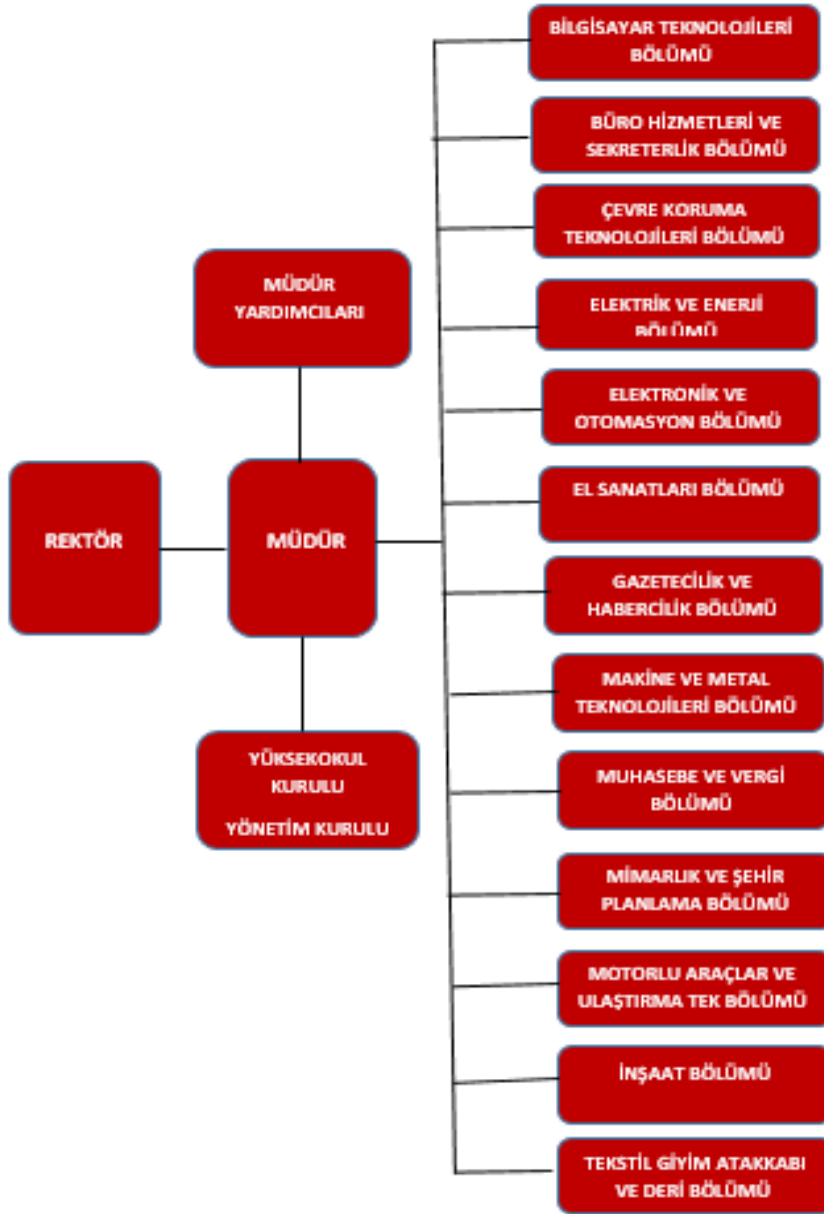 REKTÖR
MÜDÜR
YARDIMCILARI
MÜDÜR
YÜKSEKOKUL
KURULU
YÖNETİM KURULU
BİLGİSAYAR TEKNOLOJİLERİ
BÖLÜMÜ
BÜRO HİZMETLERİ VE
SEKRETERLİK BÖLÜMÜ
ÇEVRE KORUMA
TEKNOLOJİLERİ BÖLÜMÜ
ELEKTRİK VE ENERJİ
BÖLÜMÜ
ELEKTRONİK VE
OTOMASYON BÖLÜMÜ
EL SANATLARI BÖLÜMÜ
GAZETECİLİK VE
HABERCİLİK BÖLÜMÜ
MAKİNE VE METAL
TEKNOLOJİLERİ BÖLÜMÜ
MUHASEBE VE VERGİ
BÖLÜMÜ
MİMARLIK VE ŞEHİR
PLANLAMA BÖLÜMÜ
MOTORLU ARAÇLAR VE
ULAŞTIRMA TEK BÖLÜMÜ
İNŞAAT BÖLÜMÜ
TEKSTİL GİYİM ATAKKABI
VE DERİ BÖLÜMÜ